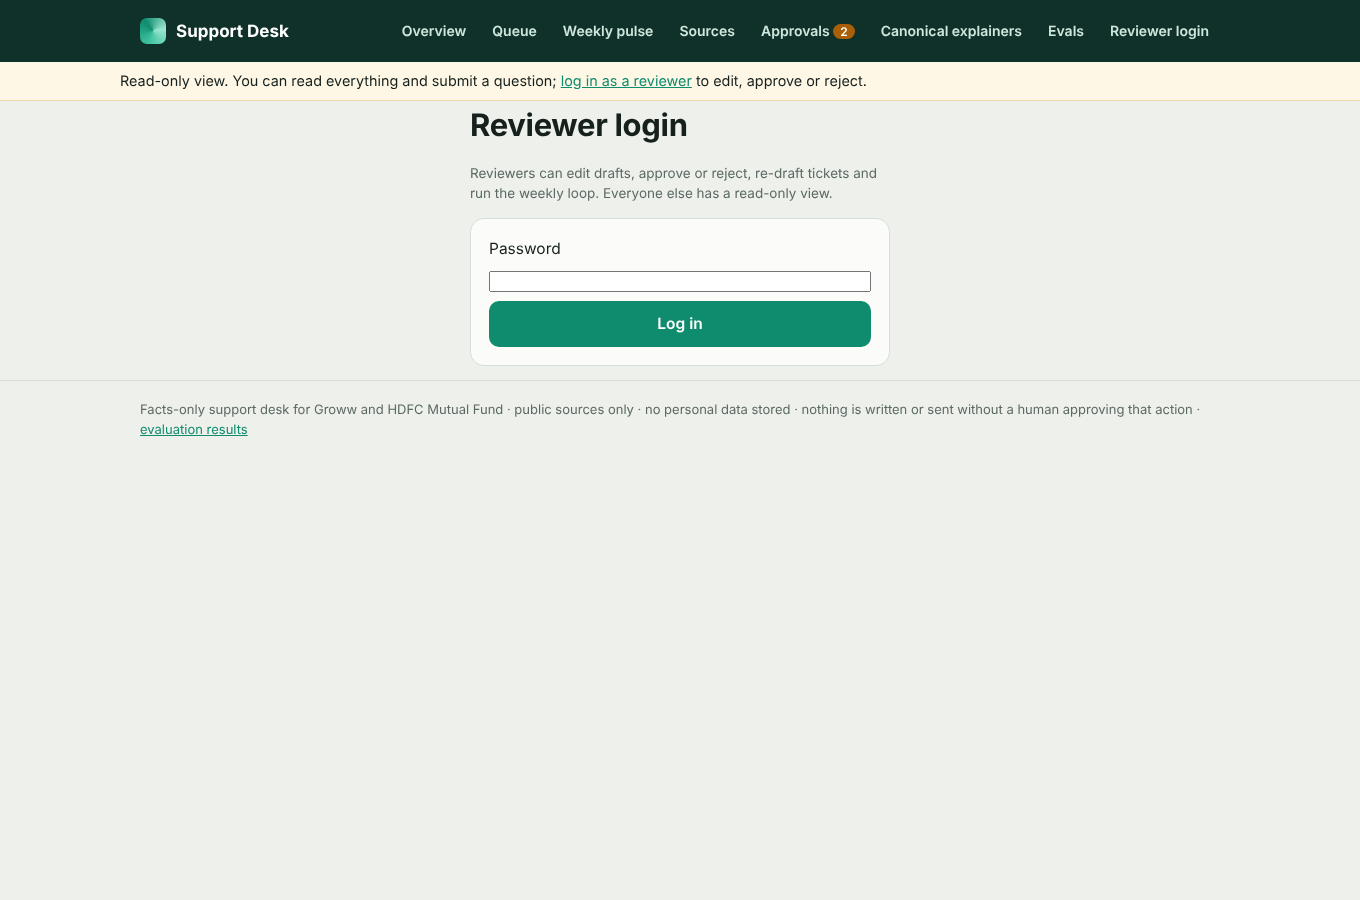 Support Desk
Overview
Queue
Weekly pulse
Sources
Approvals 2
Canonical explainers
Evals
Reviewer login
Read-only view. You can read everything and submit a question; log in as a reviewer to edit, approve or reject.
Reviewer login
Reviewers can edit drafts, approve or reject, re-draft tickets and
run the weekly loop. Everyone else has a read-only view.
Password
Log in
Facts-only support desk for Groww and HDFC Mutual Fund · public sources only · no personal data stored · nothing is written or sent without a human approving that action ·
evaluation results